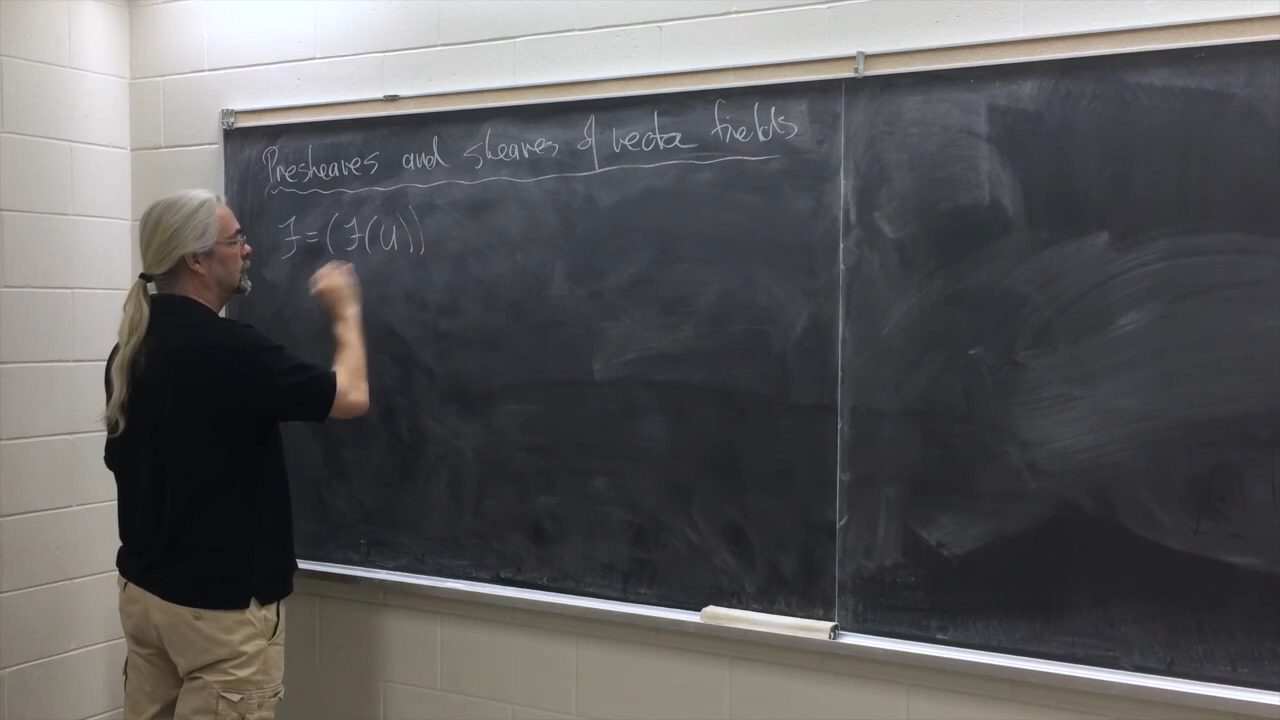 Presheaves and sheaves of vector fields
ℱ=(ℱ(U))